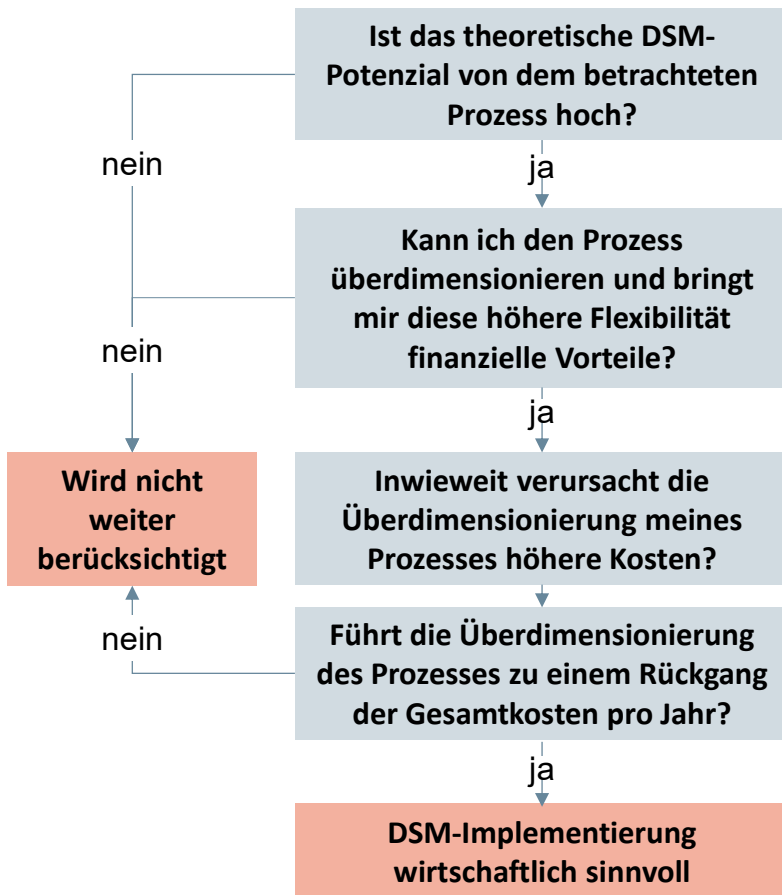 Ist das theoretische DSM-
Potenzial von dem betrachteten
Prozess hoch?
nein
ja
Kann ich den Prozess
überdimensionieren und bringt
mir diese höhere Flexibilität
finanzielle Vorteile?
nein
ja
Wird nicht
weiter
berücksichtigt
Inwieweit verursacht die
Überdimensionierung meines
Prozesses höhere Kosten?
nein
Führt die Überdimensionierung
des Prozesses zu einem Rückgang
der Gesamtkosten pro Jahr?
ja
DSM-Implementierung
wirtschaftlich sinnvoll